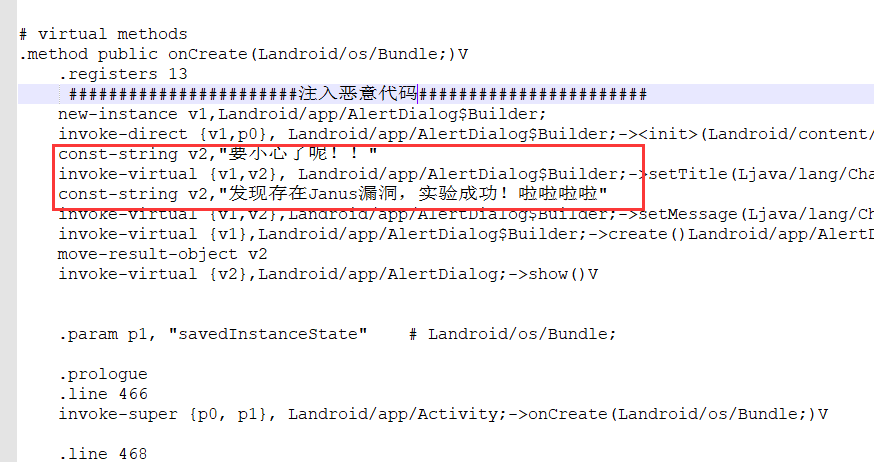 # virtual methods
.method public onCreate(Landroid/os/Bundle;)V
.registers 13
#######################注入恶意代码#######################
new-instance v1,Landroid/app/AlertDialog$Builder;
invoke-direct {v1,p0}, Landroid/app/AlertDialog$Builder;-><init>(Landroid/content/
const-string v2,"要小心了呢！！"
invoke-virtual {v1,v2}, Landroid/app/AlertDialog$Builder;->setTitle(Ljava/lang/Cha
const-string v2,"发现存在Janus漏洞，实验成功！啦啦啦啦"
invoke-virtual {v1,v2},Landroid/app/AlertDialog$Builder;->setMessage(Ljava/lang/Ch
invoke-virtual {v1},Landroid/app/AlertDialog$Builder;->create()Landroid/app/AlertD
move-result-object v2
invoke-virtual {v2},Landroid/app/AlertDialog;->show()V
.param p1, "savedInstanceState"    # Landroid/os/Bundle;
.prologue
.line 466
invoke-super {p0, p1}, Landroid/app/Activity;->onCreate(Landroid/os/Bundle;)V
.line 468